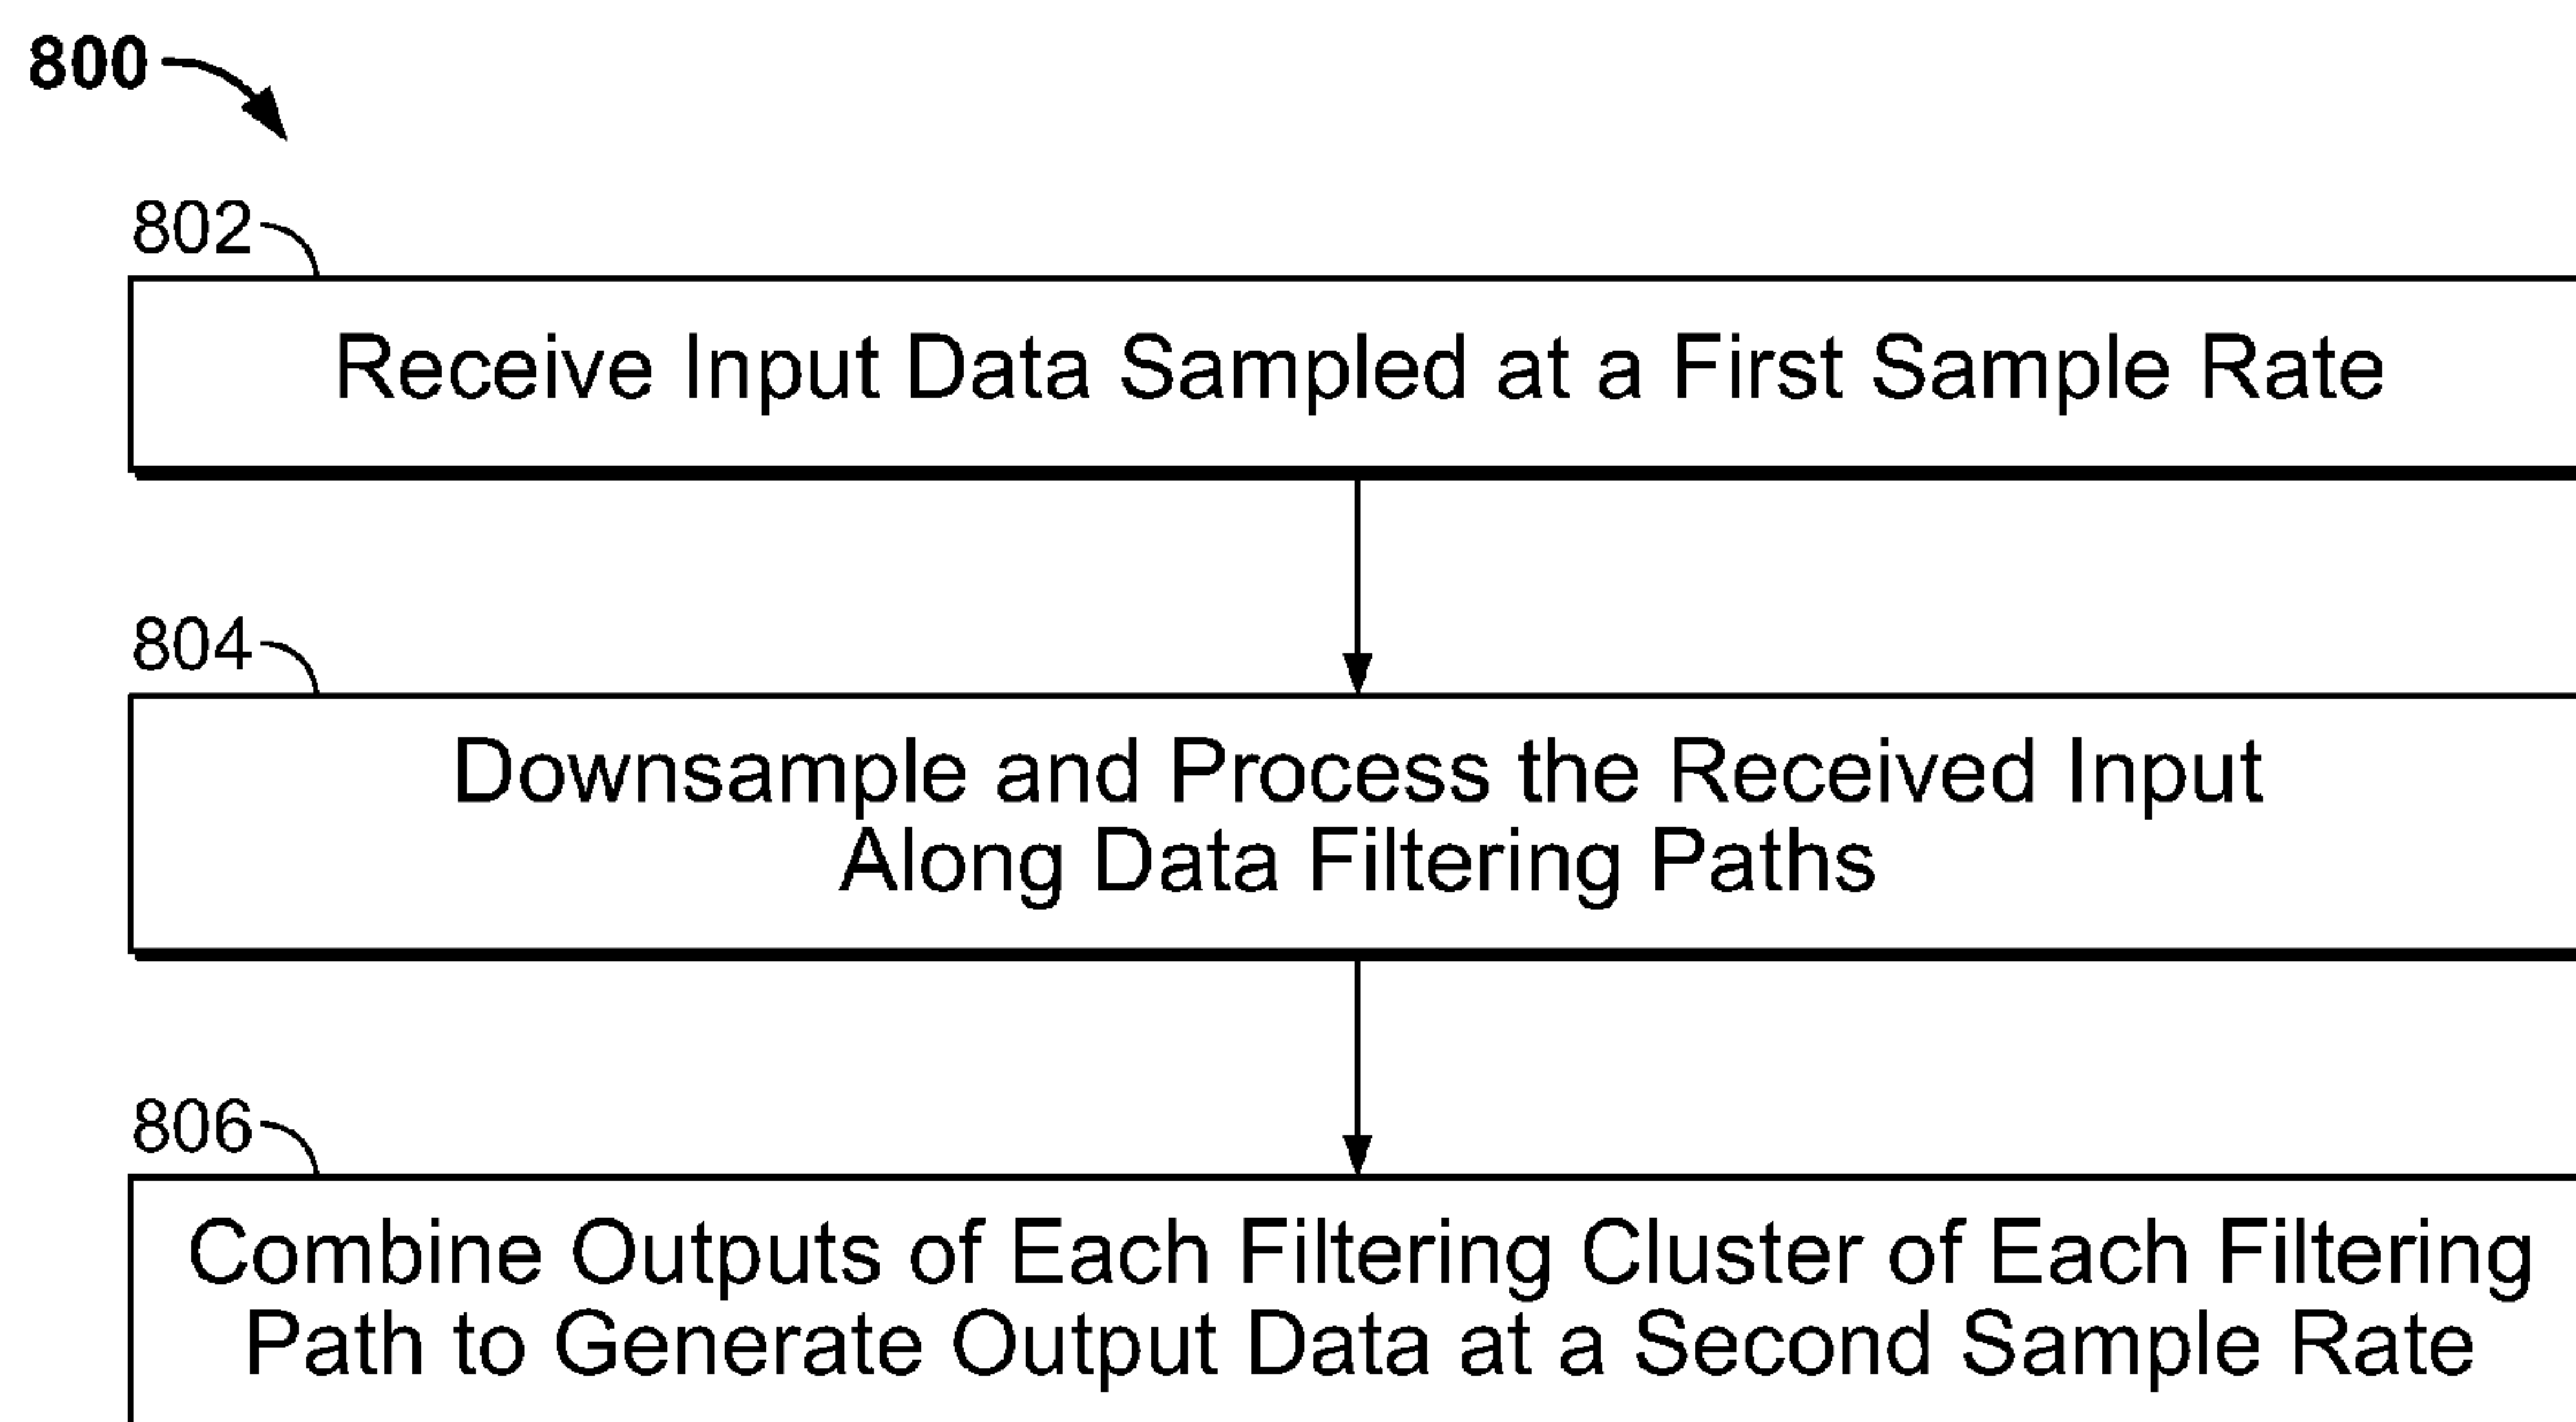 800
802
Receive Input Data Sampled at a First Sample Rate
804
Downsample and Process the Received Input
Along Data Filtering Paths
806
Combine Outputs of Each Filtering Cluster of Each Filtering
Path to Generate Output Data at a Second Sample Rate